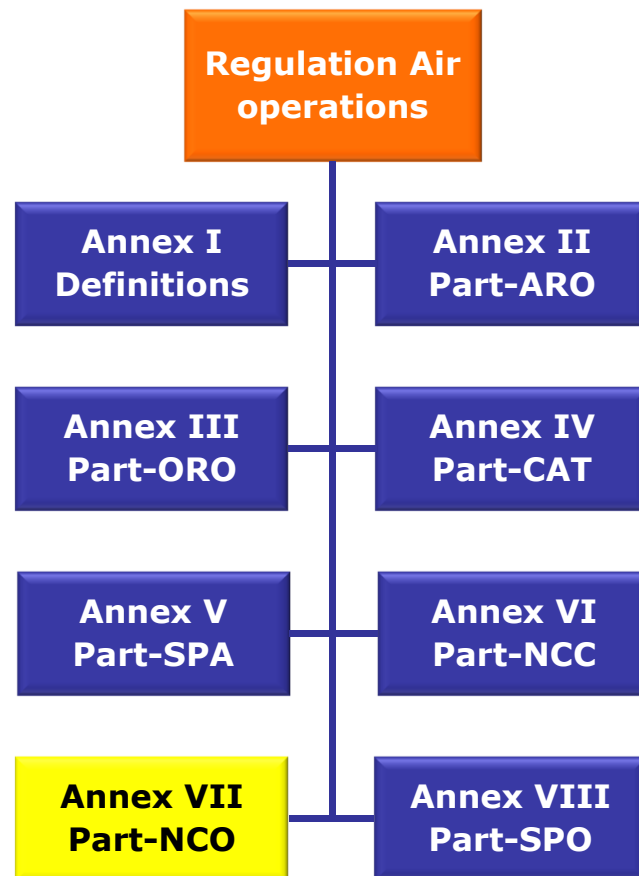 Regulation Air
operations
Annex I
Definitions
Annex II
Part-ARO
Annex III
Part-ORO
Annex IV
Part-CAT
Annex V
Part-SPA
Annex VI
Part-NCC
Annex VII
Part-NCO
Annex VIII
Part-SPO